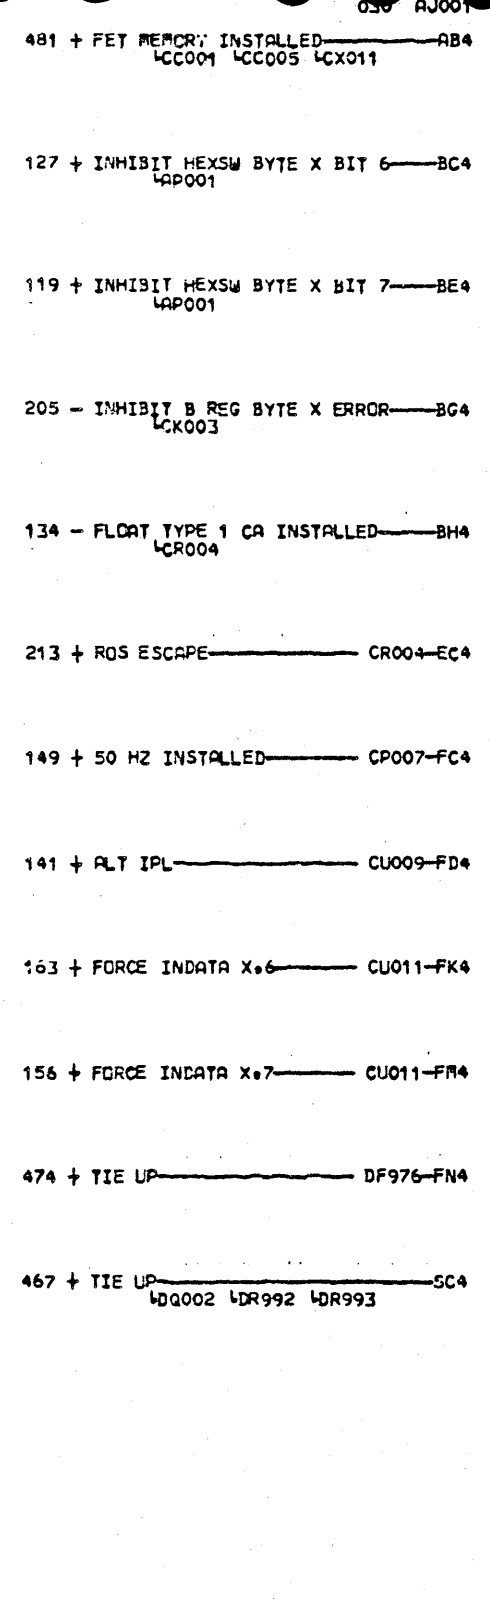 030 AJ001
481 + FET MEMORY INSTALLED AB4
CC001 CC005 CX011
127 + INHIBIT HEXSW BYTE X BIT 6 BC4
AP001
119 + INHIBIT HEXSW BYTE X BIT 7 BE4
AP001
205 - INHIBIT B REG BYTE X ERROR BG4
CK003
134 - FLOAT TYPE 1 CA INSTALLED BH4
CR004
213 + ROS ESCAPE CR004-EC4
149 + 50 HZ INSTALLED CP007-FC4
141 + ALT IPL CU009-FD4
163 + FORCE INDATA X.6 CU011-FK4
156 + FORCE INDATA X.7 CU011-FM4
474 + TIE UP DF976-FN4
467 + TIE UP SC4
DQ002 DR992 DR993